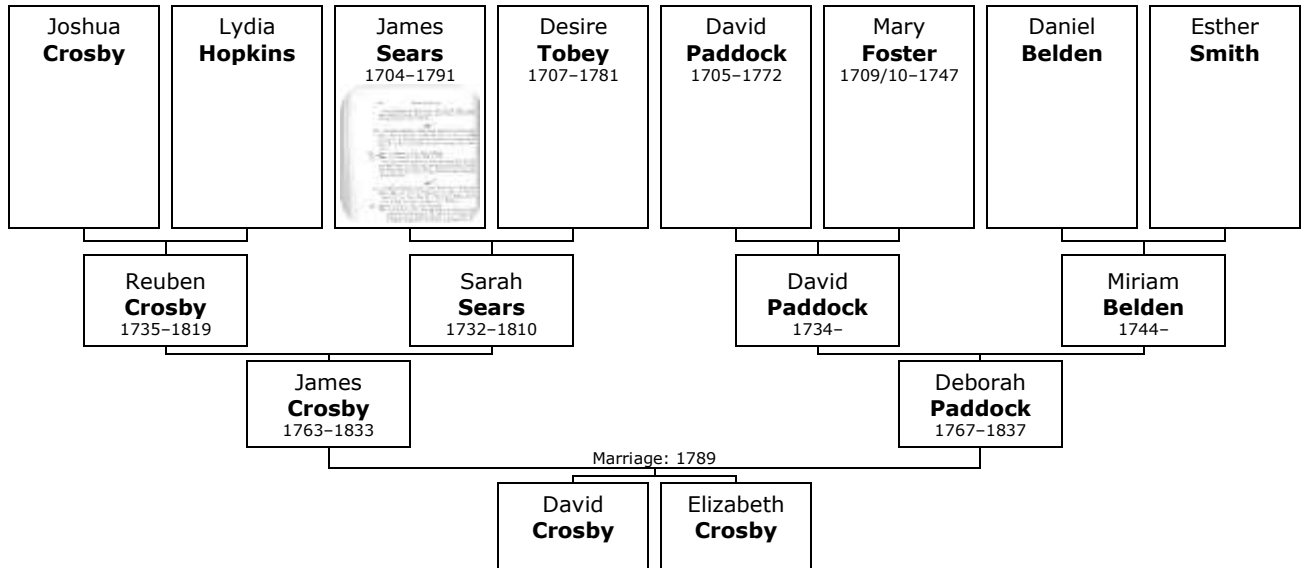 Joshua
Crosby
Lydia
Hopkins
James
Sears
1704–1791
Desire
Tobey
1707–1781
David
Paddock
1705–1772
Mary
Foster
1709/10–1747
Daniel
Belden
Esther
Smith
Reuben
Crosby
1735–1819
Sarah
Sears
1732–1810
David
Paddock
1734–
Miriam
Belden
1744–
James
Crosby
1763–1833
Deborah
Paddock
1767–1837
Marriage: 1789
David
Crosby
Elizabeth
Crosby